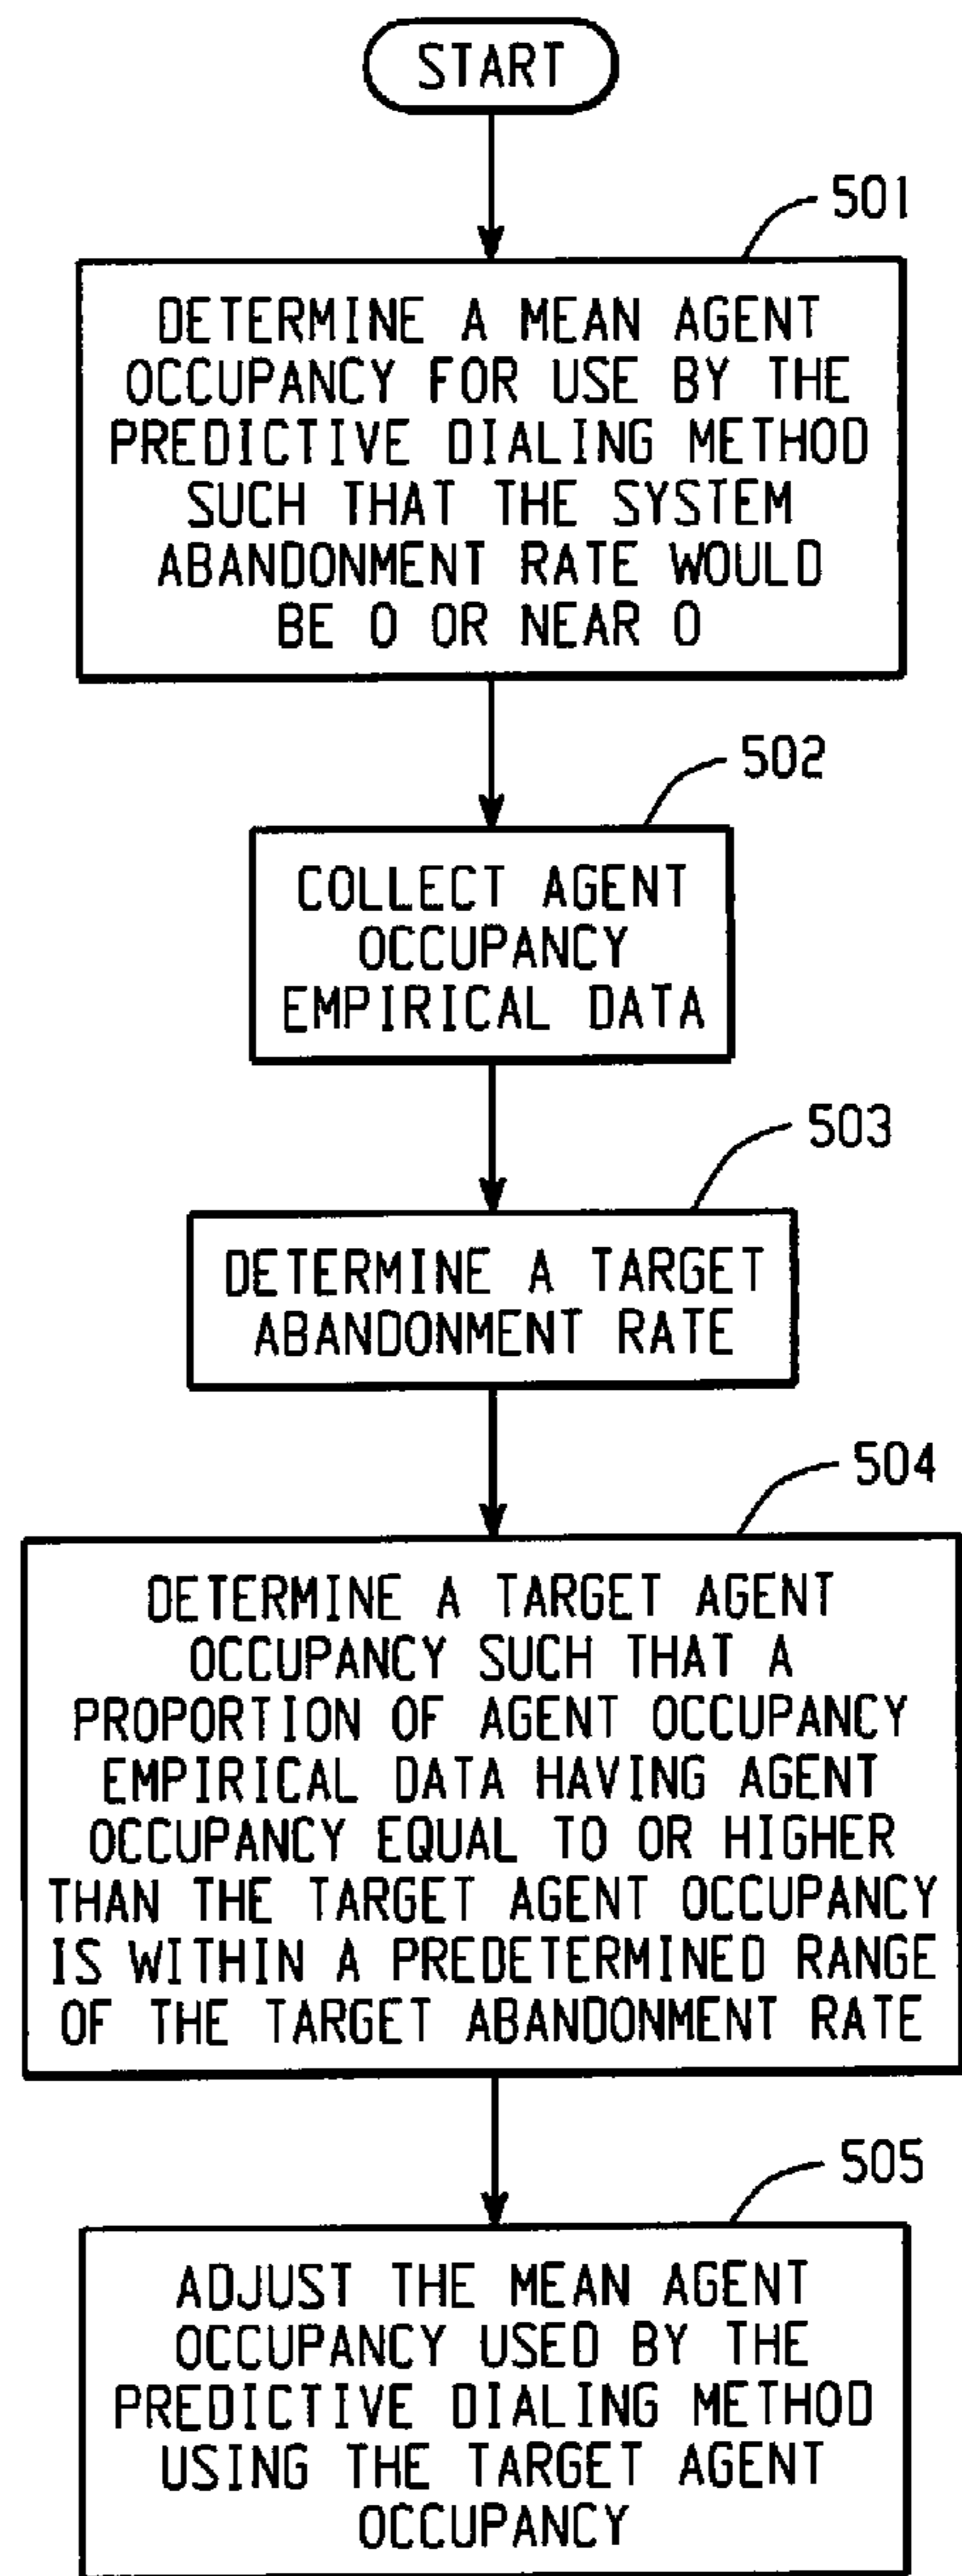 START
501
DETERMINE A MEAN AGENT
OCCUPANCY FOR USE BY THE
PREDICTIVE DIALING METHOD
SUCH THAT THE SYSTEM
ABANDONMENT RATE WOULD
BE 0 OR NEAR 0
502
COLLECT AGENT
OCCUPANCY
EMPIRICAL DATA
503
DETERMINE A TARGET
ABANDONMENT RATE
504
DETERMINE A TARGET AGENT
OCCUPANCY SUCH THAT A
PROPORTION OF AGENT OCCUPANCY
EMPIRICAL DATA HAVING AGENT
OCCUPANCY EQUAL TO OR HIGHER
THAN THE TARGET AGENT OCCUPANCY
IS WITHIN A PREDETERMINED RANGE
OF THE TARGET ABANDONMENT RATE
505
ADJUST THE MEAN AGENT
OCCUPANCY USED BY THE
PREDICTIVE DIALING METHOD
USING THE TARGET AGENT
OCCUPANCY